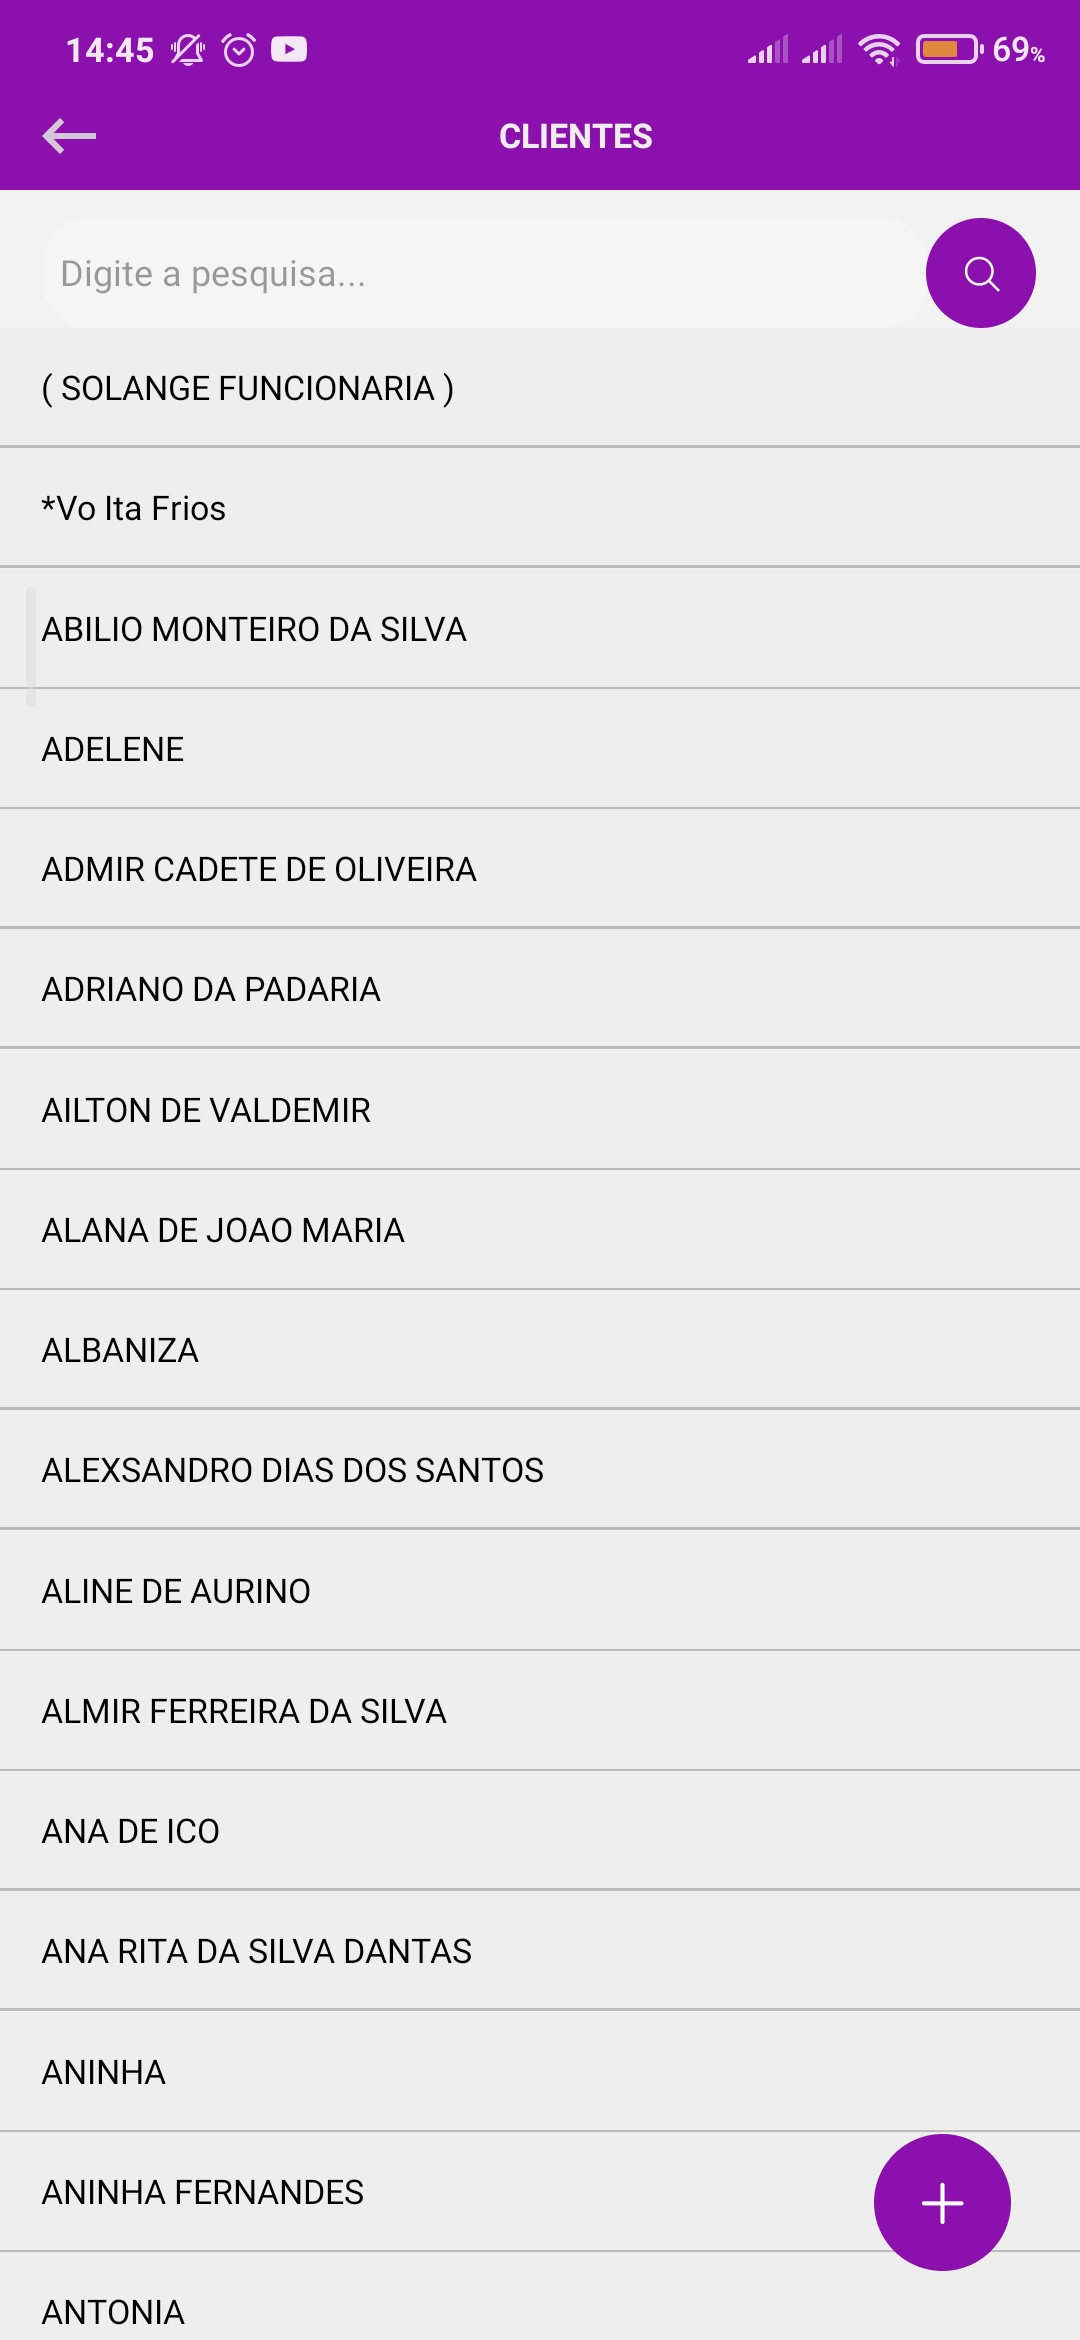 14:45
69%
CLIENTES
Digite a pesquisa...
( SOLANGE FUNCIONARIA )
*Vo Ita Frios
ABILIO MONTEIRO DA SILVA
ADELENE
ADMIR CADETE DE OLIVEIRA
ADRIANO DA PADARIA
AILTON DE VALDEMIR
ALANA DE JOAO MARIA
ALBANIZA
ALEXSANDRO DIAS DOS SANTOS
ALINE DE AURINO
ALMIR FERREIRA DA SILVA
ANA DE ICO
ANA RITA DA SILVA DANTAS
ANINHA
ANINHA FERNANDES
ANTONIA